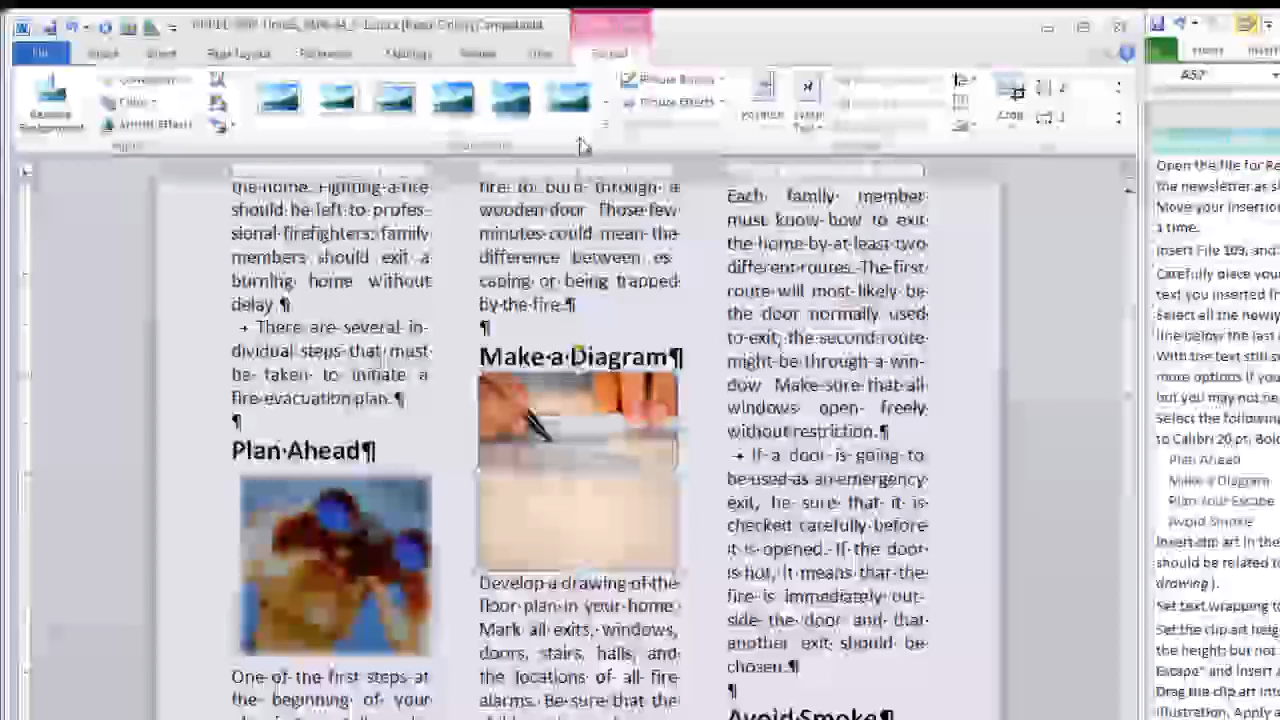 File
Page Layout
Color
Artistic Effects
Picture Border
Picture Effects
Position
Crop
A57
the home. Fighting a fire
should be left to profes-
sional firefighters; family
members should exit a
burning home without
delay.¶
There are several in-
dividual steps that must
be taken to initiate a
fire evacuation plan.¶
¶
Plan Ahead¶
One of the first steps at
the beginning of your
fire to burn through a
wooden door. Those few
minutes could mean the
difference between es-
caping or being trapped
by the fire.¶
¶
Make a Diagram¶
Develop a drawing of the
floor plan in your home.
Mark all exits, windows,
doors, stairs, halls, and
the locations of all fire
alarms. Be sure that the
Each family member
must know how to exit
the home by at least two
different routes. The first
route will most likely be
the door normally used
to exit; the second route
might be through a win-
dow. Make sure that all
windows open freely
without restriction.¶
If a door is going to
be used as an emergency
exit, be sure that it is
checked carefully before
it is opened. If the door
is hot, it means that the
fire is immediately out-
side the door and that
another exit should be
chosen.¶
¶
Avoid Smoke¶
Open the file for
the newsletter as
Move your insertion
1 time.
Insert File 109, and
Carefully place your
text you inserted
Select all the newly
line below the last
With the text still
more options if you
but you may not
Select the following
to Calibri 20 pt. Bold
Plan Ahead
Make a Diagram
Plan Your Escape
Avoid Smoke
Insert clip art in the
should be related to
drawing).
Set text wrapping
Set the clip art
the height but not
Escape" and insert
Drag the clip art
illustration. Apply a